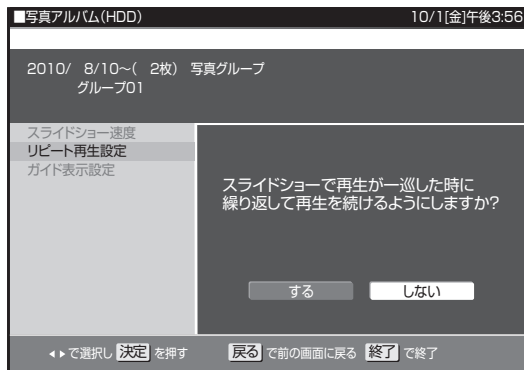 ■写真アルバム(HDD) 10/1[金]午後3:56
2010/ 8/10～( 2枚) 写真グループ
グループ01
スライドショー速度
リピート再生設定
ガイド表示設定
スライドショーで再生が一巡した時に
繰り返して再生を続けるようにしますか?
する しない
◂▸で選択し 決定 を押す 戻る で前の画面に戻る 終了 で終了